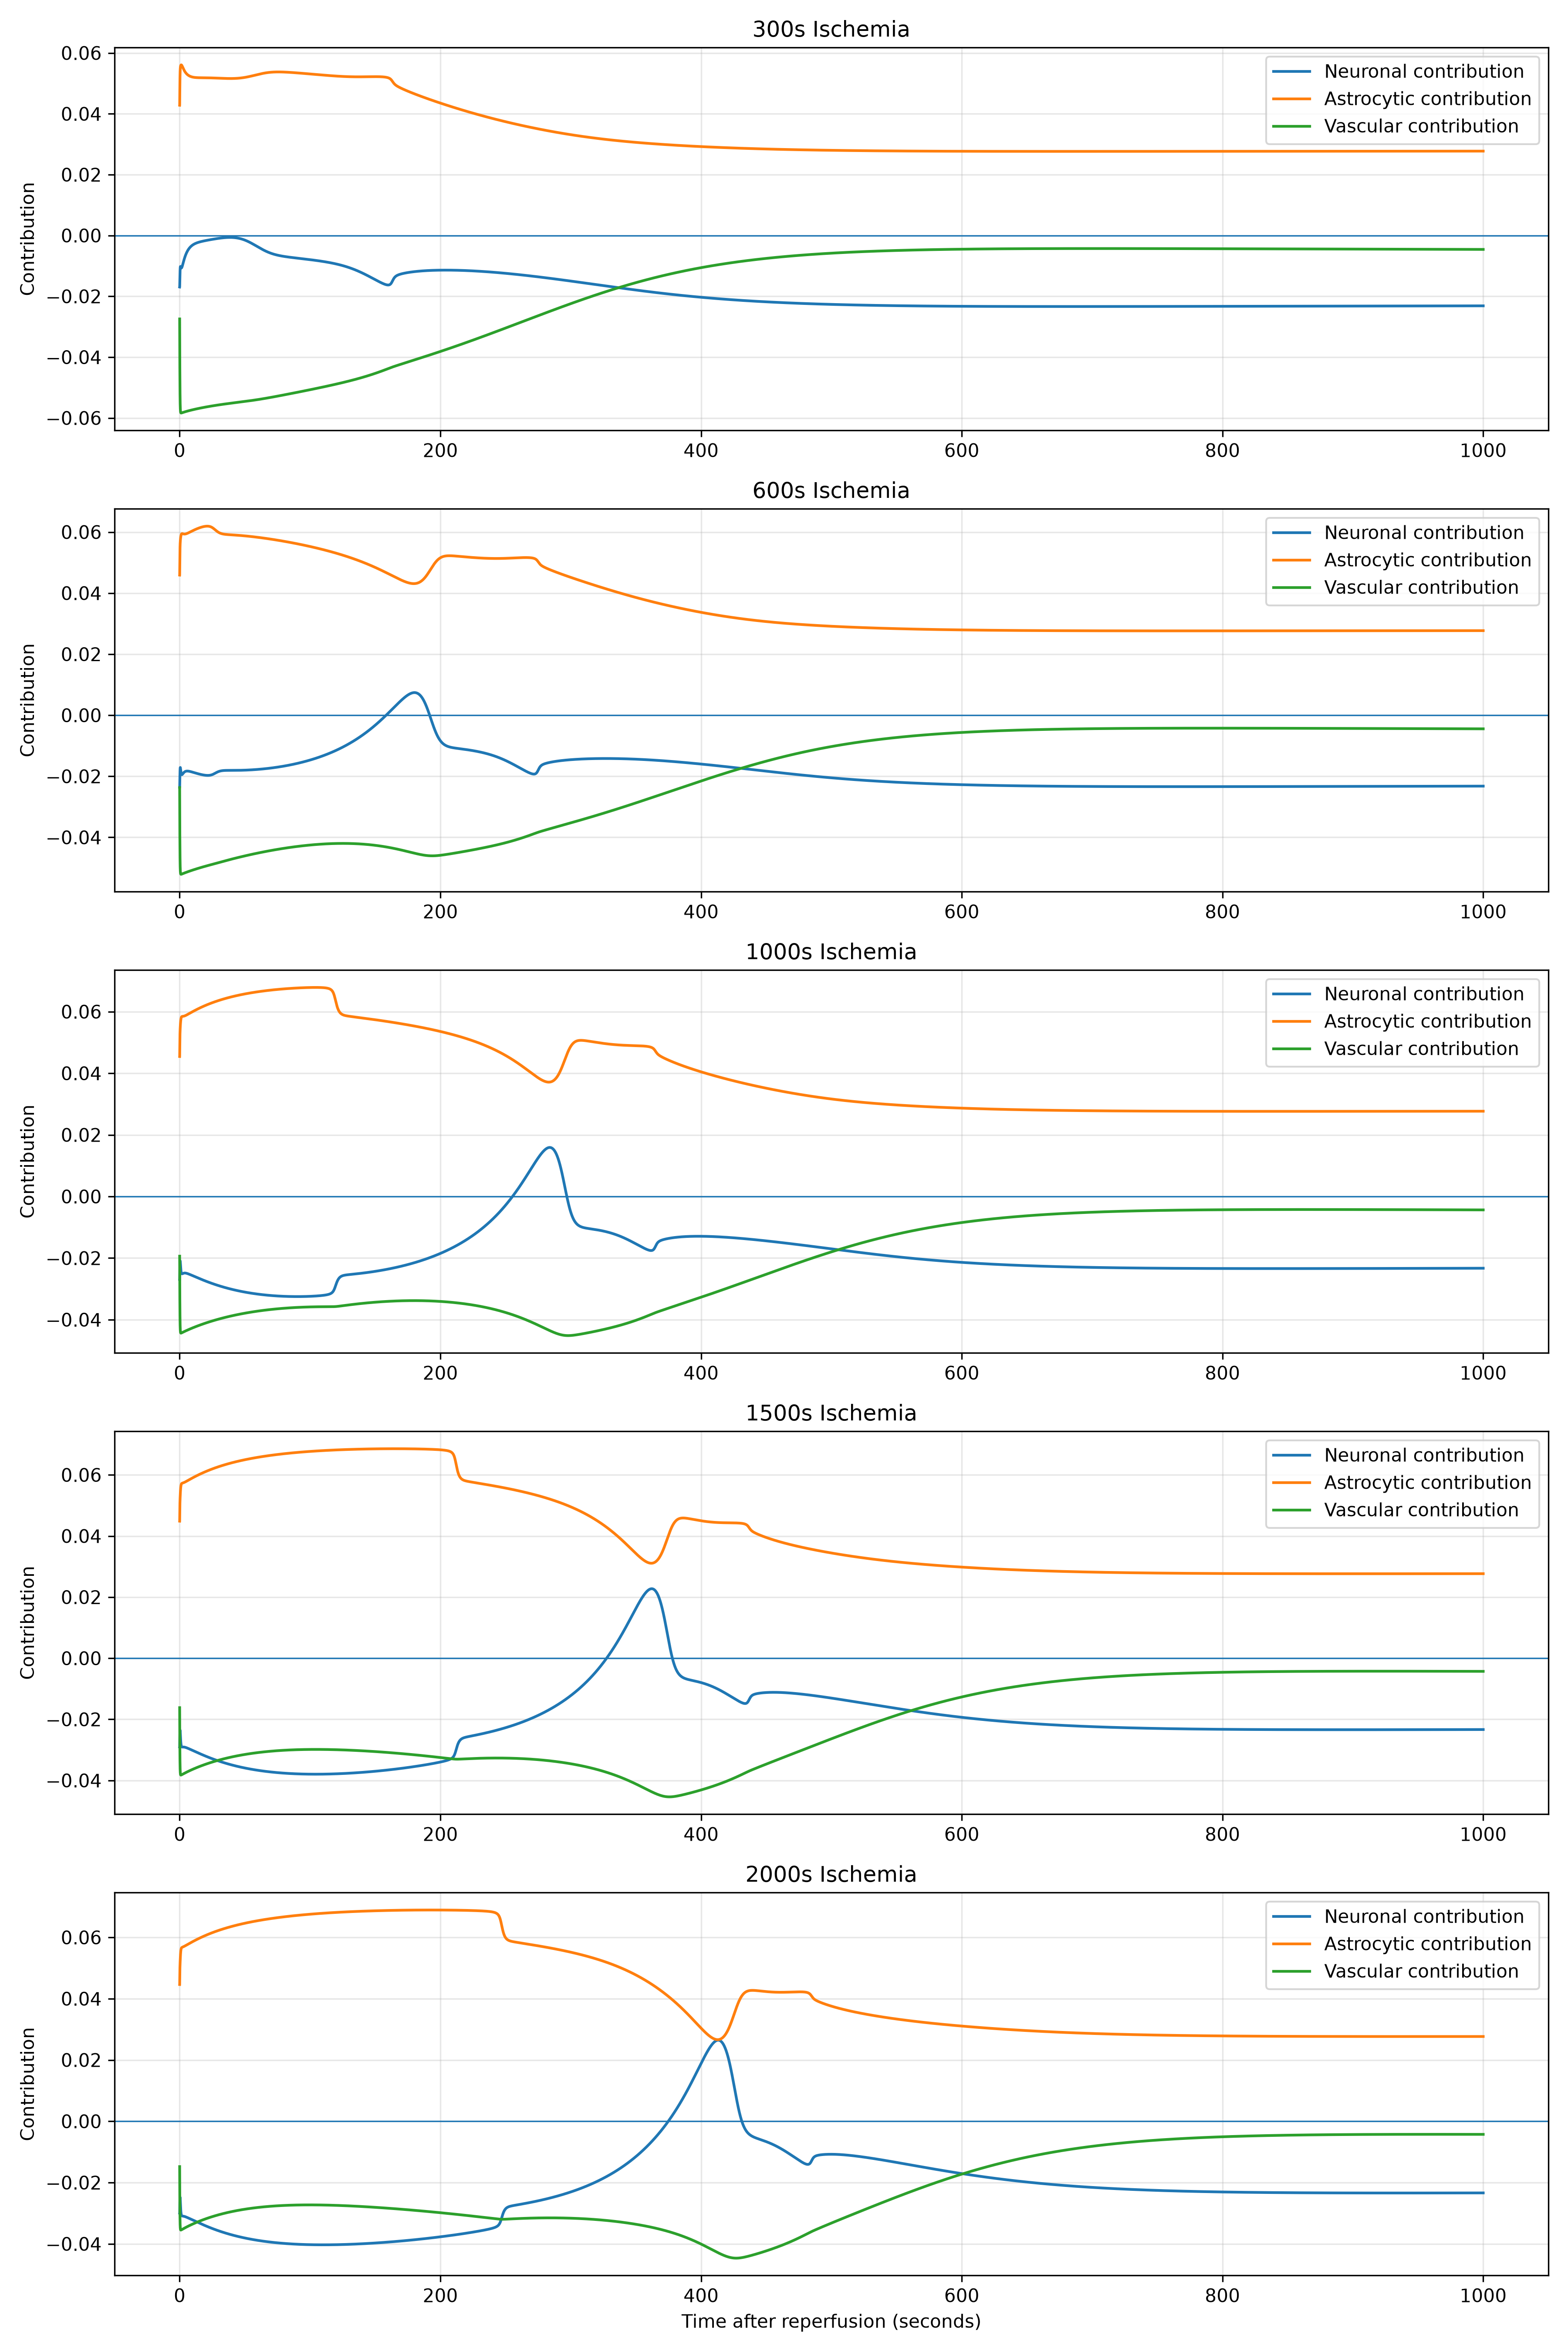 300s Ischemia
0.06
0.04
0.02
0.00
−0.02
−0.04
−0.06
Contribution
Neuronal contribution
Astrocytic contribution
Vascular contribution
0 200 400 600 800 1000
600s Ischemia
0.06
0.04
0.02
0.00
−0.02
−0.04
Contribution
Neuronal contribution
Astrocytic contribution
Vascular contribution
0 200 400 600 800 1000
1000s Ischemia
0.06
0.04
0.02
0.00
−0.02
−0.04
Contribution
Neuronal contribution
Astrocytic contribution
Vascular contribution
0 200 400 600 800 1000
1500s Ischemia
0.06
0.04
0.02
0.00
−0.02
−0.04
Contribution
Neuronal contribution
Astrocytic contribution
Vascular contribution
0 200 400 600 800 1000
2000s Ischemia
0.06
0.04
0.02
0.00
−0.02
−0.04
Contribution
Neuronal contribution
Astrocytic contribution
Vascular contribution
0 200 400 600 800 1000
Time after reperfusion (seconds)